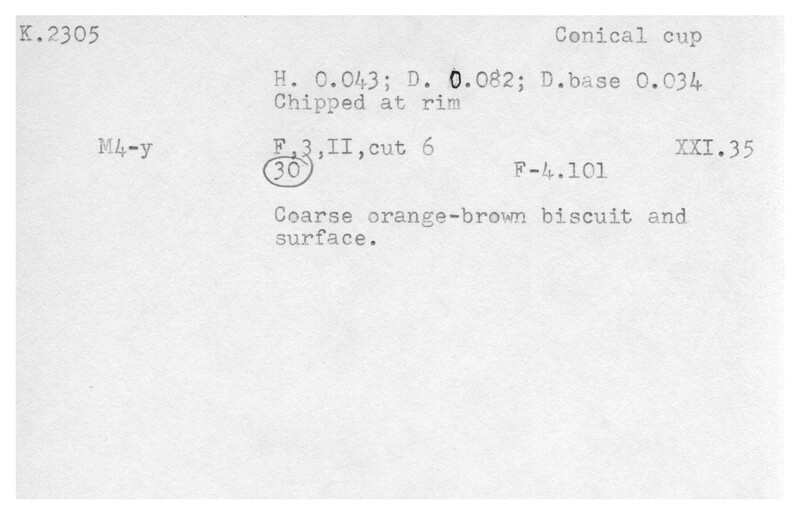 K.2305 Conical cup
H. 0.043; D. 0.082; D.base 0.034
Chipped at rim
M4-y F,3,II,cut 6 XXI.35
30 F-4.101
Coarse orange-brown biscuit and
surface.